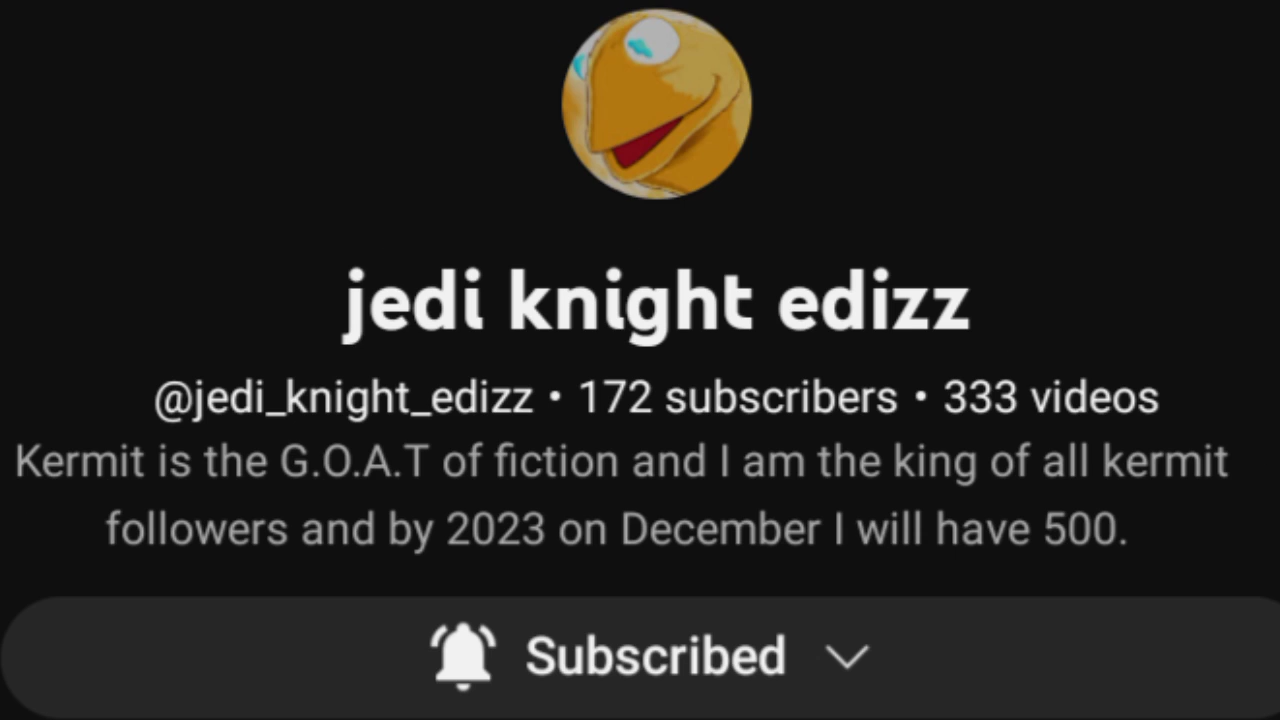 jedi knight edizz
@jedi_knight_edizz • 172 subscribers • 333 videos
Kermit is the G.O.A.T of fiction and I am the king of all kermit
followers and by 2023 on December I will have 500.
Subscribed